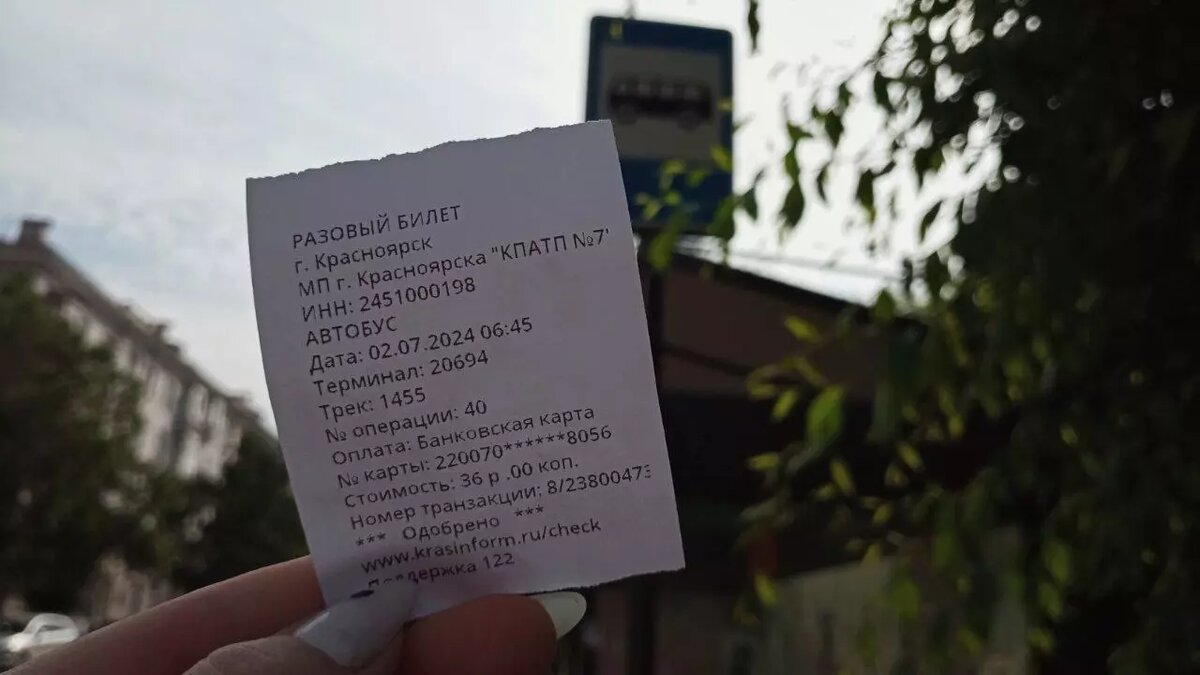 РАЗОВЫЙ БИЛЕТ
г. Красноярск
МП г. Красноярска "КПАТП №7'
ИНН: 2451000198
АВТОБУС
Дата: 02.07.2024 06:45
Терминал: 20694
Трек: 1455
№ операции: 40
Оплата: Банковская карта
№ карты: 220070******8056
Стоимость: 36 р .00 коп.
Номер транзакции: 8/23800473
*** Одобрено ***
www.krasinform.ru/check
Поддержка 122